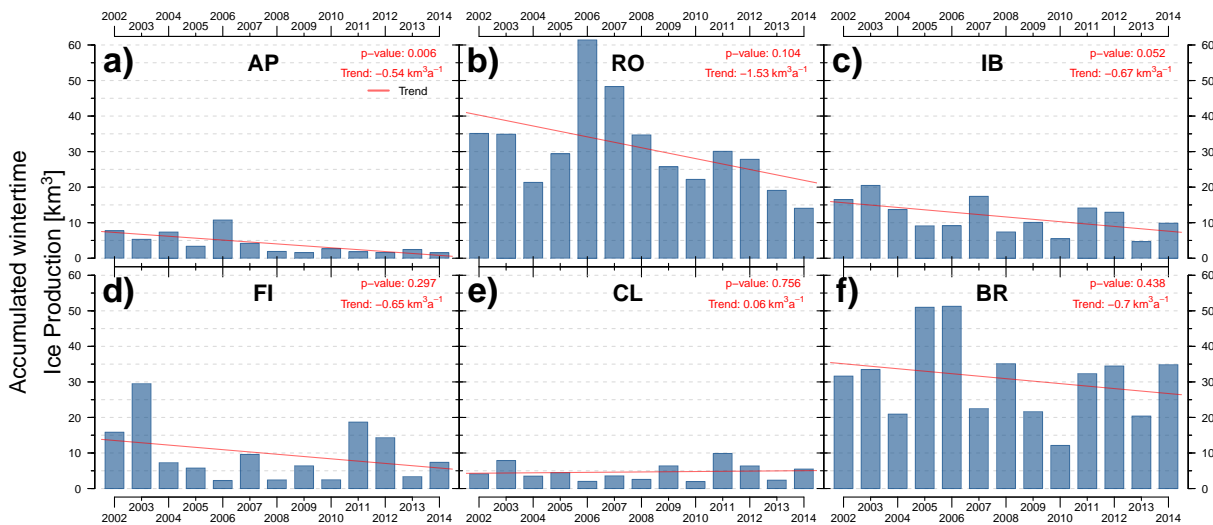 2002 2004 2006 2008 2010 2012 2014 2002 2004 2006 2008 2010 2012 2014 2002 2004 2006 2008 2010 2012 2014
2003 2005 2007 2009 2011 2013 2003 2005 2007 2009 2011 2013 2003 2005 2007 2009 2011 2013
Accumulated wintertime
Ice Production [km³]
60
50
40
30
20
10
0
a)
AP
p−value: 0.006
Trend: −0.54 km³a⁻¹
Trend
b)
RO
p−value: 0.104
Trend: −1.53 km³a⁻¹
c)
IB
p−value: 0.052
Trend: −0.67 km³a⁻¹
60
50
40
30
20
10
0
60
50
40
30
20
10
0
d)
FI
p−value: 0.297
Trend: −0.65 km³a⁻¹
e)
CL
p−value: 0.756
Trend: 0.06 km³a⁻¹
f)
BR
p−value: 0.438
Trend: −0.7 km³a⁻¹
60
50
40
30
20
10
0
2002 2004 2006 2008 2010 2012 2014 2002 2004 2006 2008 2010 2012 2014 2002 2004 2006 2008 2010 2012 2014
2003 2005 2007 2009 2011 2013 2003 2005 2007 2009 2011 2013 2003 2005 2007 2009 2011 2013